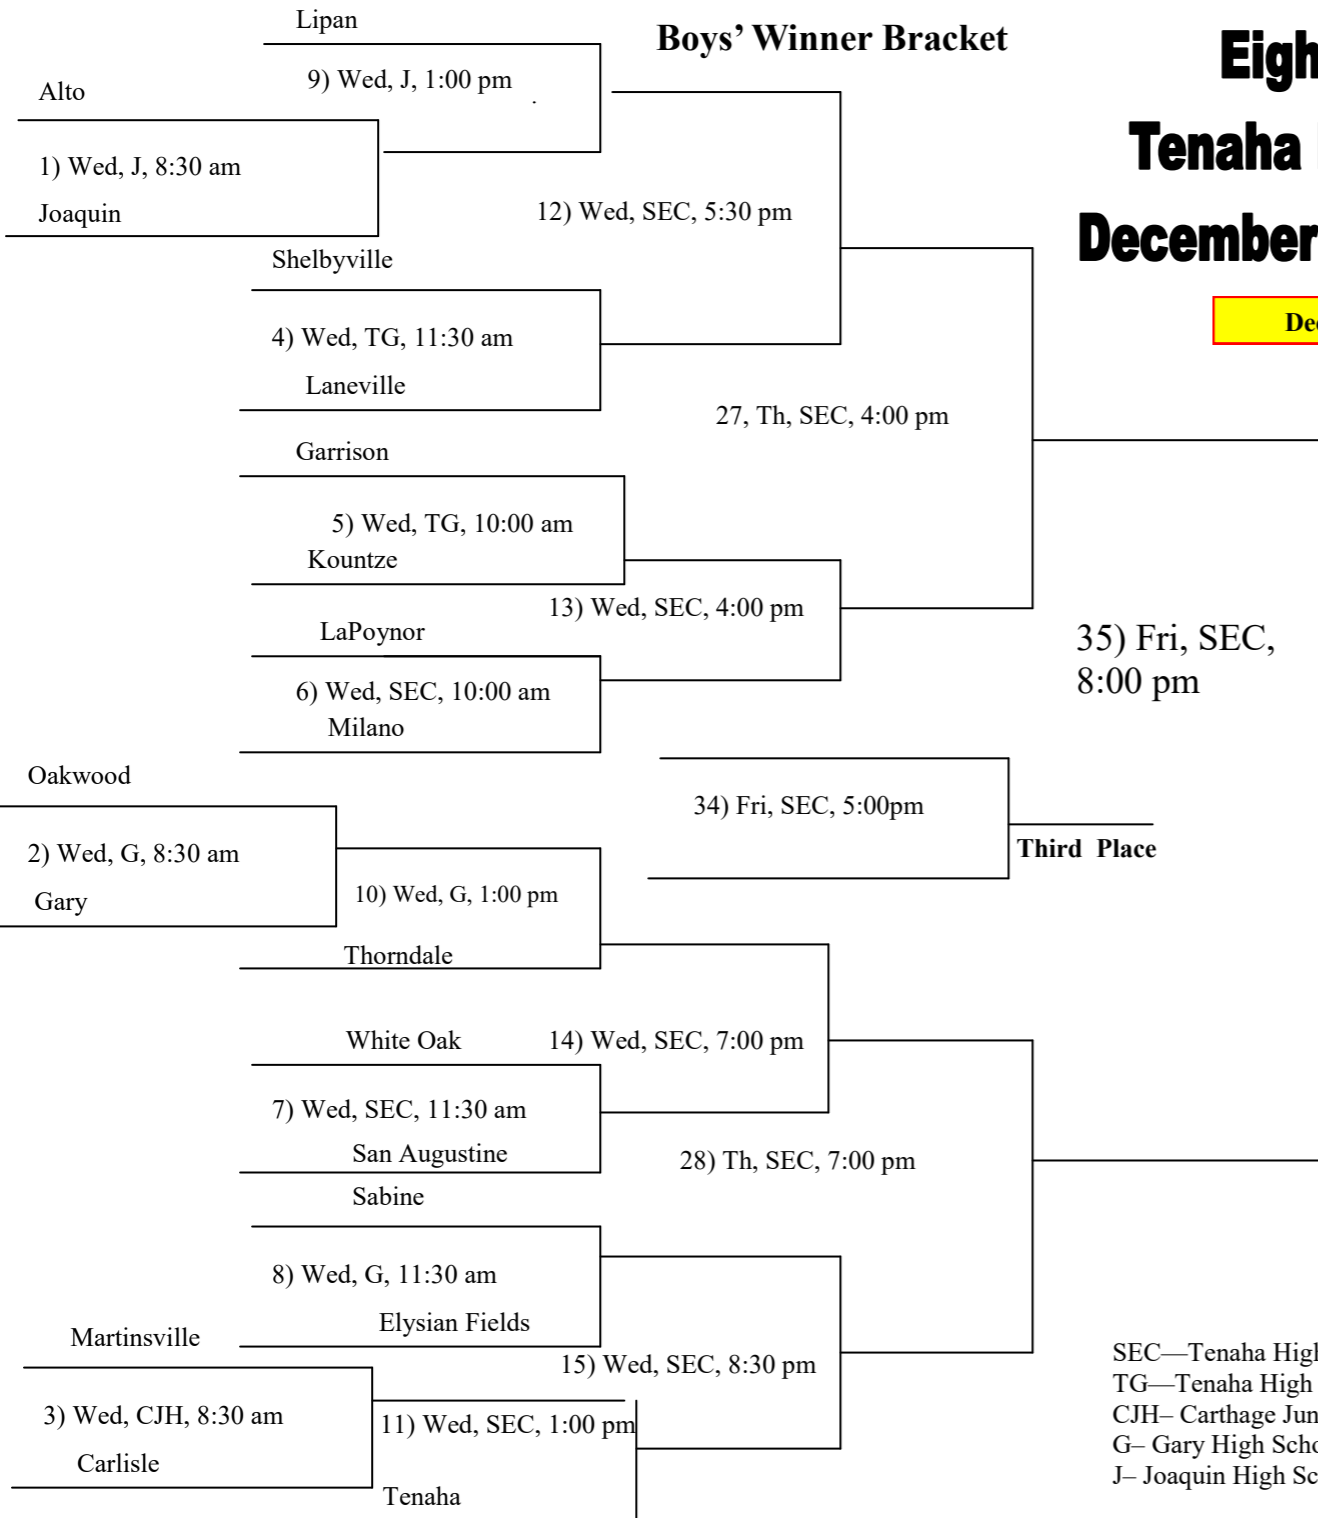 Lipan
Boys' Winner Bracket
Tenaha
December
9) Wed, J, 1:00 pm
Alto
1) Wed, J, 8:30 am
Joaquin
12) Wed, SEC, 5:30 pm
Shelbyville
4) Wed, TG, 11:30 am
Laneville
27, Th, SEC, 4:00 pm
Garrison
5) Wed, TG, 10:00 am
Kountze
13) Wed, SEC, 4:00 pm
LaPoynor
6) Wed, SEC, 10:00 am
Milano
35) Fri, SEC,
8:00 pm
Oakwood
34) Fri, SEC, 5:00pm
Third Place
2) Wed, G, 8:30 am
Gary
10) Wed, G, 1:00 pm
Thorndale
White Oak
14) Wed, SEC, 7:00 pm
7) Wed, SEC, 11:30 am
San Augustine
28) Th, SEC, 7:00 pm
Sabine
8) Wed, G, 11:30 am
Elysian Fields
Martinsville
15) Wed, SEC, 8:30 pm
3) Wed, CJH, 8:30 am
11) Wed, SEC, 1:00 pm
Carlisle
Tenaha
SEC—Tenaha High
TG—Tenaha High
CJH– Carthage Jun
G– Gary High Scho
J– Joaquin High Sc